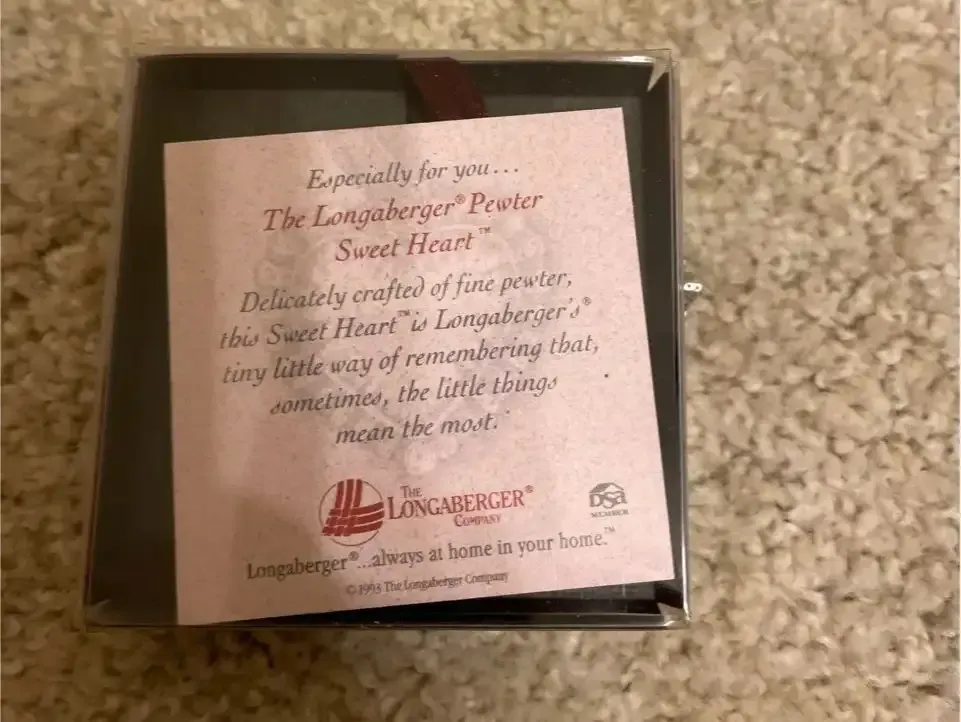 Especially for you...
The Longaberger® Pewter
Sweet Heart™
Delicately crafted of fine pewter,
this Sweet Heart™ is Longaberger's®
tiny little way of remembering that,
sometimes, the little things
mean the most.
THE
LONGABERGER®
COMPANY
DSA
MEMBER
Longaberger®...always at home in your home.™
©1993 The Longaberger Company